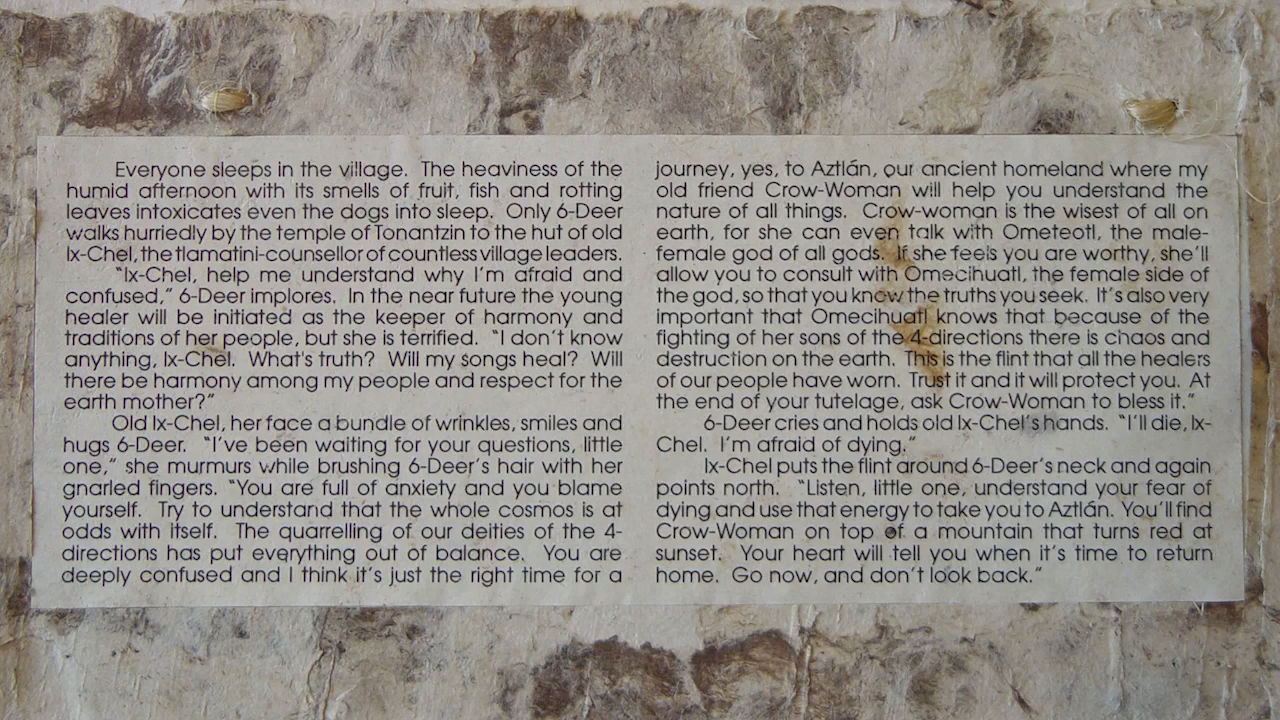 Everyone sleeps in the village. The heaviness of the
humid afternoon with its smells of fruit, fish and rotting
leaves intoxicates even the dogs into sleep. Only 6-Deer
walks hurriedly by the temple of Tonantzin to the hut of old
Ix-Chel, the tlamatini-counsellor of countless village leaders.
“Ix-Chel, help me understand why I’m afraid and
confused,” 6-Deer implores. In the near future the young
healer will be initiated as the keeper of harmony and
traditions of her people, but she is terrified. “I don’t know
anything, Ix-Chel. What's truth? Will my songs heal? Will
there be harmony among my people and respect for the
earth mother?”
Old Ix-Chel, her face a bundle of wrinkles, smiles and
hugs 6-Deer. “I’ve been waiting for your questions, little
one,” she murmurs while brushing 6-Deer’s hair with her
gnarled fingers. “You are full of anxiety and you blame
yourself. Try to understand that the whole cosmos is at
odds with itself. The quarrelling of our deities of the 4-
directions has put everything out of balance. You are
deeply confused and I think it’s just the right time for a
journey, yes, to Aztlán, our ancient homeland where my
old friend Crow-Woman will help you understand the
nature of all things. Crow-woman is the wisest of all on
earth, for she can even talk with Ometeotl, the male-
female god of all gods. If she feels you are worthy, she’ll
allow you to consult with Omecihuatl, the female side of
the god, so that you know the truths you seek. It’s also very
important that Omecihuatl knows that because of the
fighting of her sons of the 4-directions there is chaos and
destruction on the earth. This is the flint that all the healers
of our people have worn. Trust it and it will protect you. At
the end of your tutelage, ask Crow-Woman to bless it.”
6-Deer cries and holds old Ix-Chel’s hands. “I’ll die, Ix-
Chel. I’m afraid of dying.”
Ix-Chel puts the flint around 6-Deer’s neck and again
points north. “Listen, little one, understand your fear of
dying and use that energy to take you to Aztlán. You’ll find
Crow-Woman on top of a mountain that turns red at
sunset. Your heart will tell you when it’s time to return
home. Go now, and don’t look back.”